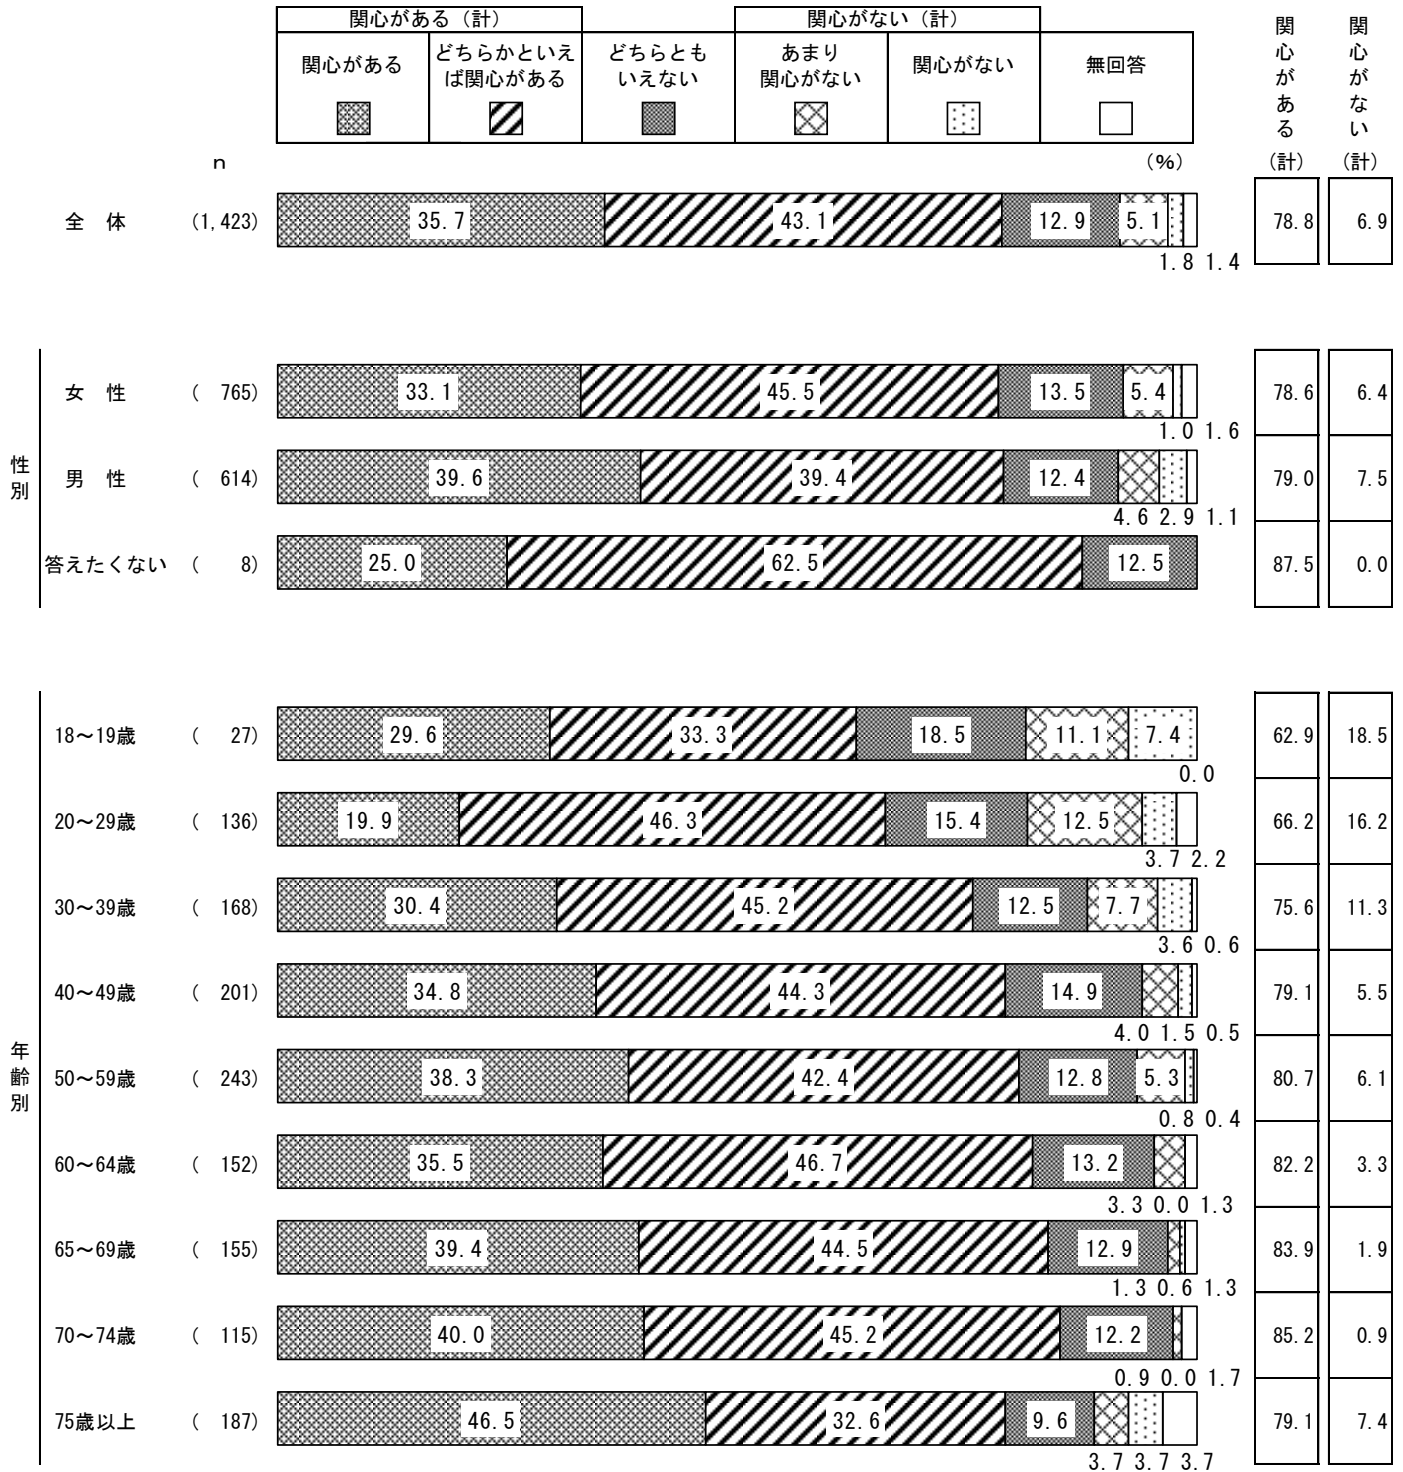 関心がある（計） 関心がない（計）
関心がある どちらかといえば関心がある どちらともいえない あまり関心がない 関心がない 無回答 関心がある（計） 関心がない（計）
n (%)
全 体 (1,423) 35.7 43.1 12.9 5.1 78.8 6.9
1.8 1.4
性別
女 性 ( 765) 33.1 45.5 13.5 5.4 78.6 6.4
1.0 1.6
男 性 ( 614) 39.6 39.4 12.4 79.0 7.5
4.6 2.9 1.1
答えたくない ( 8) 25.0 62.5 12.5 87.5 0.0
年齢別
18～19歳 ( 27) 29.6 33.3 18.5 11.1 7.4 62.9 18.5
0.0
20～29歳 ( 136) 19.9 46.3 15.4 12.5 66.2 16.2
3.7 2.2
30～39歳 ( 168) 30.4 45.2 12.5 7.7 75.6 11.3
3.6 0.6
40～49歳 ( 201) 34.8 44.3 14.9 79.1 5.5
4.0 1.5 0.5
50～59歳 ( 243) 38.3 42.4 12.8 5.3 80.7 6.1
0.8 0.4
60～64歳 ( 152) 35.5 46.7 13.2 82.2 3.3
3.3 0.0 1.3
65～69歳 ( 155) 39.4 44.5 12.9 83.9 1.9
1.3 0.6 1.3
70～74歳 ( 115) 40.0 45.2 12.2 85.2 0.9
0.9 0.0 1.7
75歳以上 ( 187) 46.5 32.6 9.6 79.1 7.4
3.7 3.7 3.7